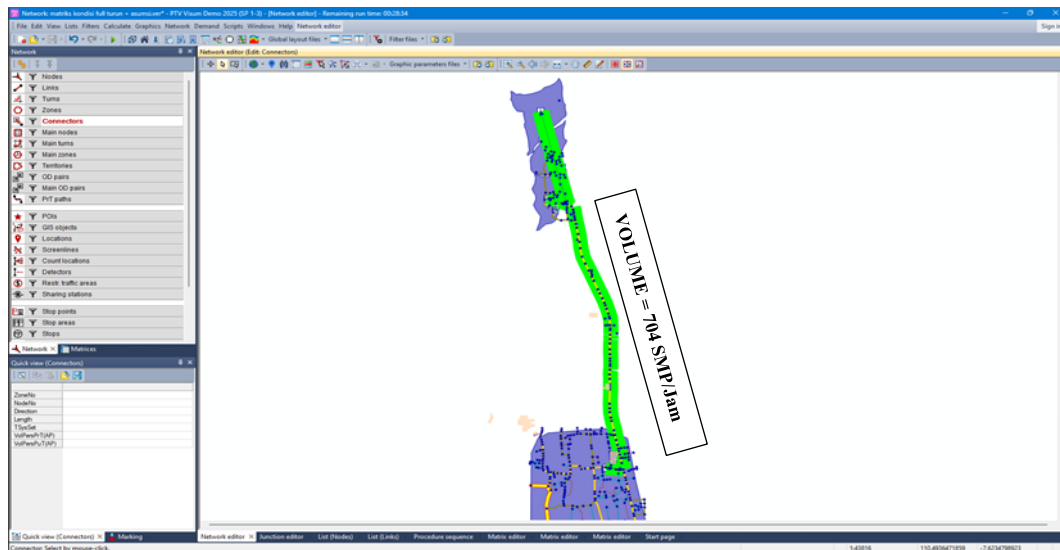 Network: matriks kondisi full turun + asumsi.ver* - PTV Visum Demo 2025 (SP 1-3) - [Network editor] - Remaining run time: 00:28:54
File Edit View Lists Filters Calculate Graphics Network Demand Scripts Windows Help Network editor
Sign in
Global layout files
Filter files
Network
Network editor (Edit: Connectors)
Graphic parameters files
Nodes
Links
Turns
Zones
Connectors
Main nodes
Main turns
Main zones
Territories
OD pairs
Main OD pairs
PrT paths
POIs
GIS objects
Locations
Screenlines
Count locations
Detectors
Restr. traffic areas
Sharing stations
Stop points
Stop areas
Stops
Network
Matrices
Quick view (Connectors)
ZoneNo
NodeNo
Direction
Length
TSysSet
VolPersPrT(AP)
VolPersPuT(AP)
VOLUME = 704 SMP/Jam
Quick view (Connectors)
Marking
Network editor
Junction editor
List (Nodes)
List (Links)
Procedure sequence
Matrix editor
Matrix editor
Matrix editor
Start page
Connector: Select by mouse-click.
1:43816
110.4936471859
-7.6234798923